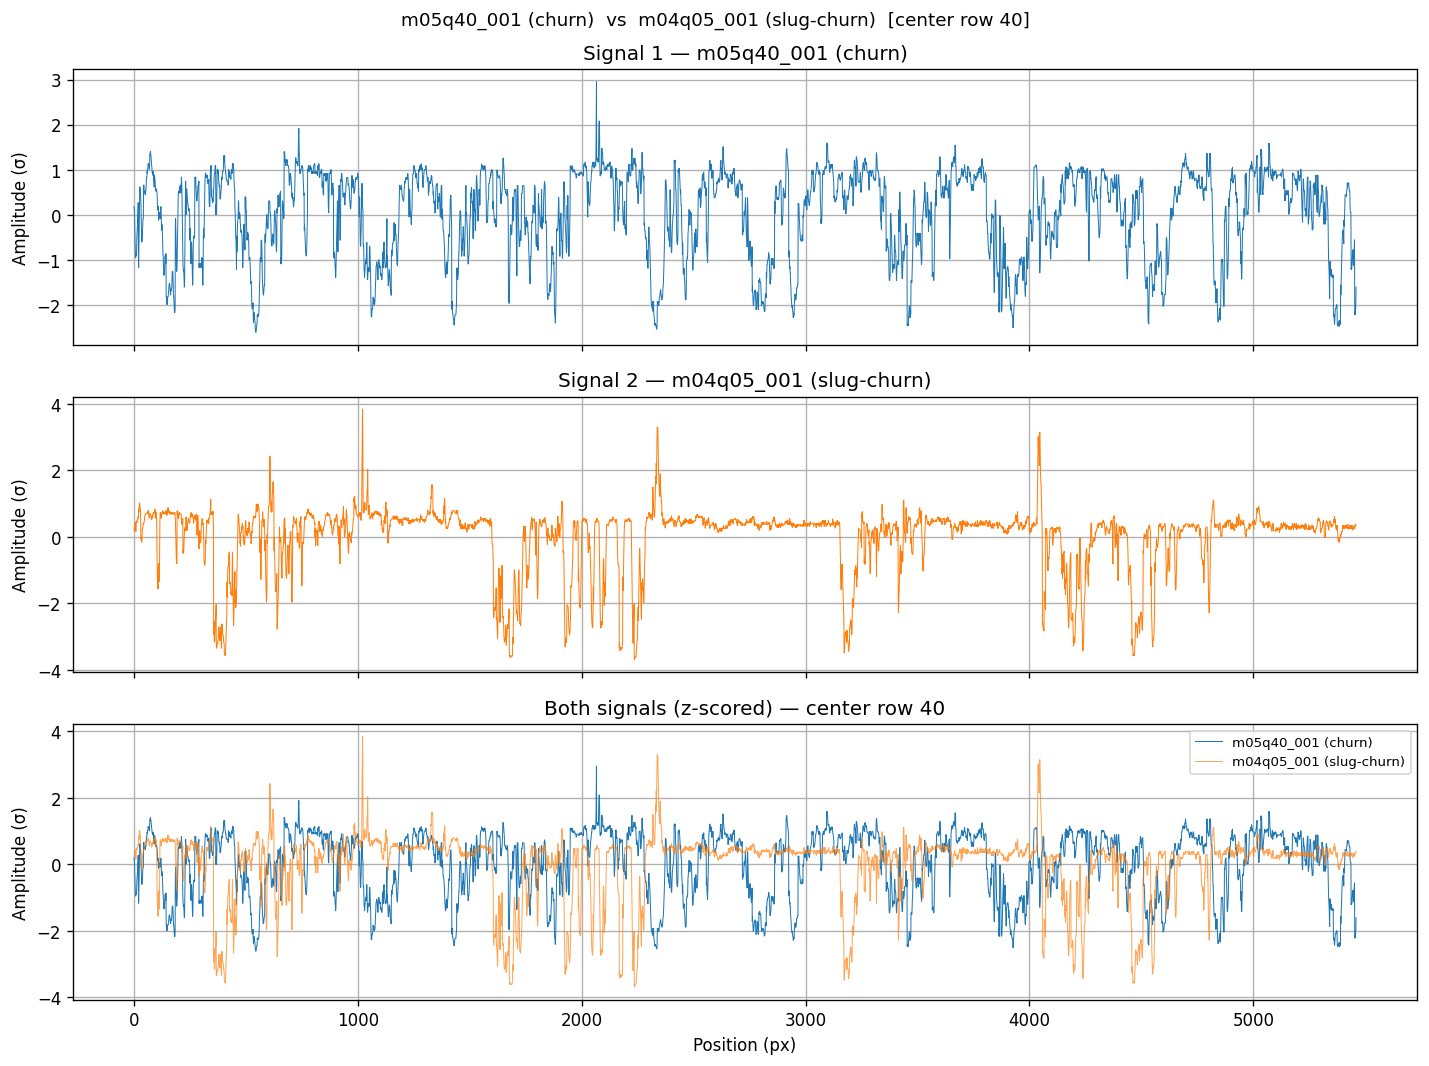 m05q40_001 (churn)  vs  m04q05_001 (slug-churn)  [center row 40]
Signal 1 — m05q40_001 (churn)
Amplitude (σ)
3
2
1
0
−1
−2
Signal 2 — m04q05_001 (slug-churn)
Amplitude (σ)
4
2
0
−2
−4
Both signals (z-scored) — center row 40
m05q40_001 (churn)
m04q05_001 (slug-churn)
Amplitude (σ)
4
2
0
−2
−4
0 1000 2000 3000 4000 5000
Position (px)